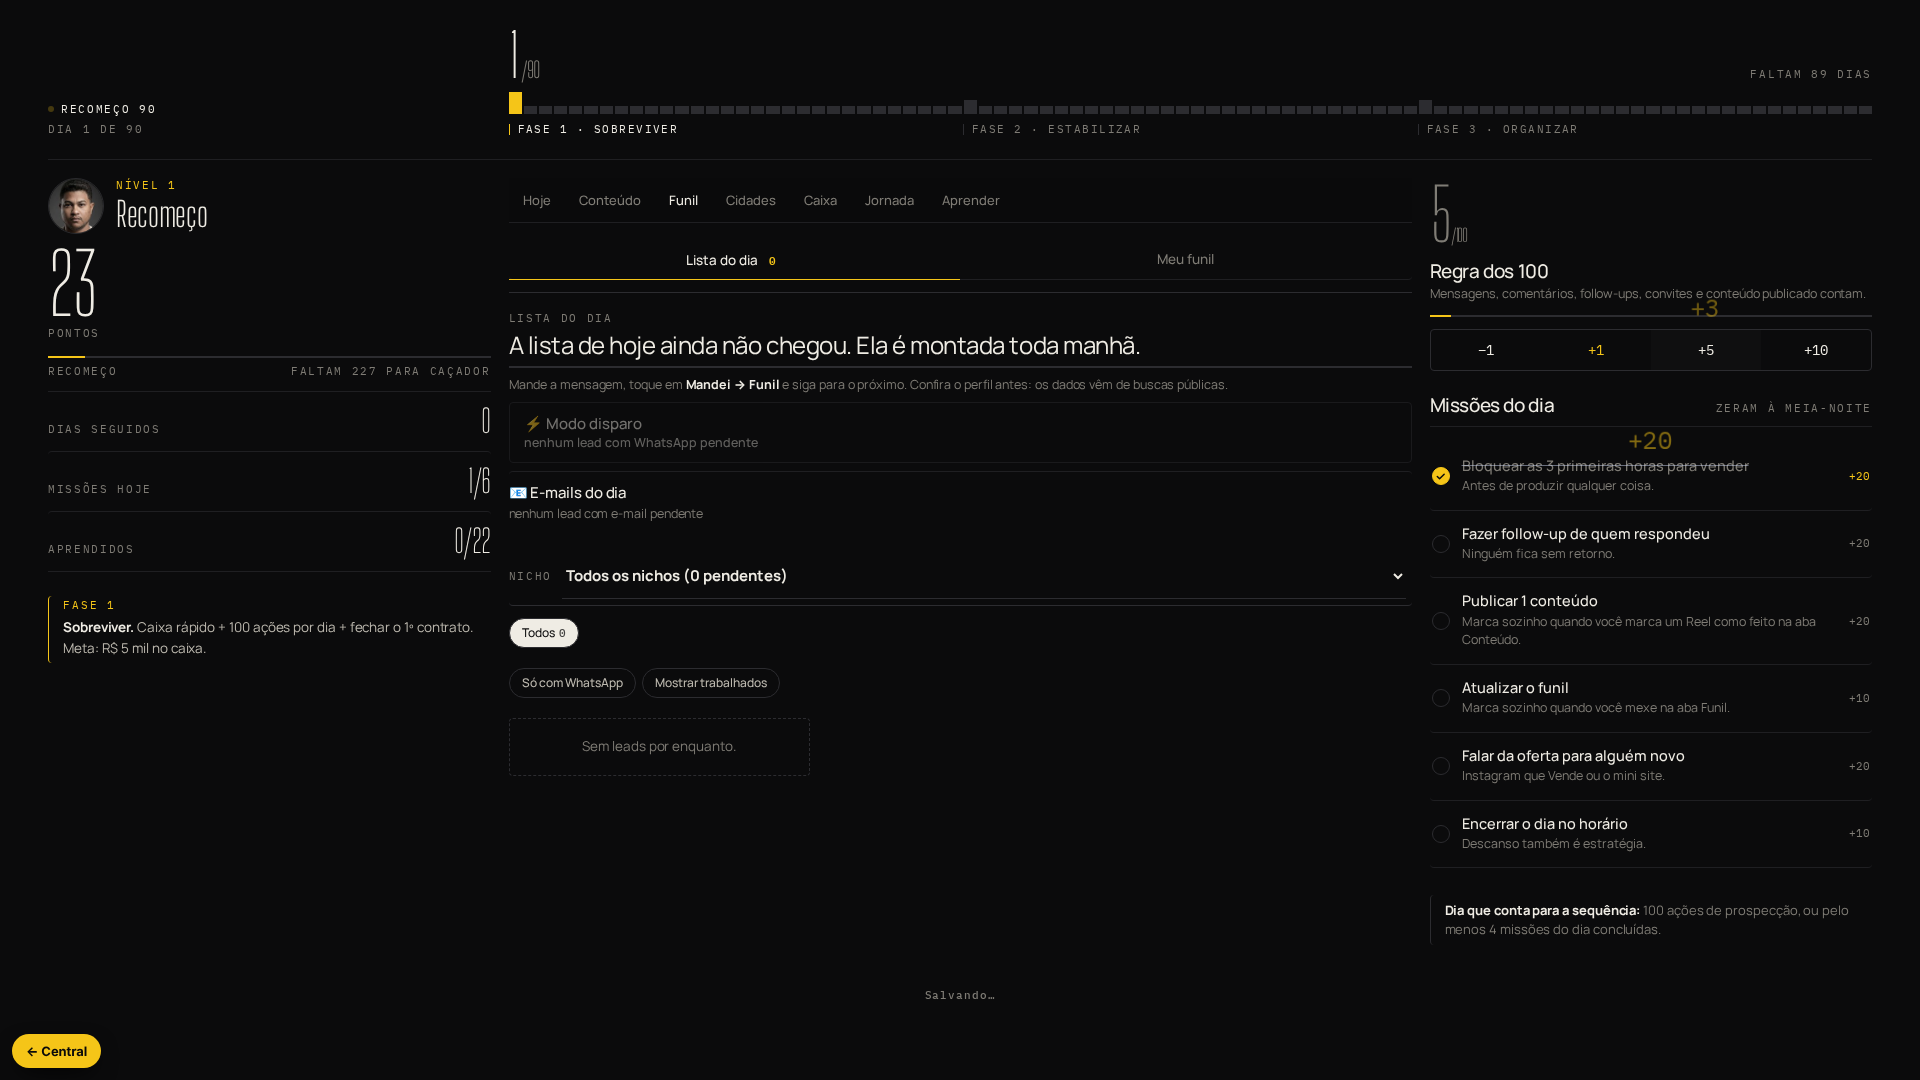 1/90
FALTAM 89 DIAS
RECOMEÇO 90
DIA 1 DE 90
FASE 1 · SOBREVIVER
FASE 2 · ESTABILIZAR
FASE 3 · ORGANIZAR
NÍVEL 1
Recomeço
23
PONTOS
RECOMEÇO
FALTAM 227 PARA CAÇADOR
DIAS SEGUIDOS
0
MISSÕES HOJE
1/6
APRENDIDOS
0/22
FASE 1
Sobreviver. Caixa rápido + 100 ações por dia + fechar o 1º contrato.
Meta: R$ 5 mil no caixa.
Hoje
Conteúdo
Funil
Cidades
Caixa
Jornada
Aprender
Lista do dia 0
Meu funil
LISTA DO DIA
A lista de hoje ainda não chegou. Ela é montada toda manhã.
Mande a mensagem, toque em Mandei → Funil e siga para o próximo. Confira o perfil antes: os dados vêm de buscas públicas.
⚡ Modo disparo
nenhum lead com WhatsApp pendente
📧 E-mails do dia
nenhum lead com e-mail pendente
NICHO
Todos os nichos (0 pendentes)
Todos 0
Só com WhatsApp
Mostrar trabalhados
Sem leads por enquanto.
5/100
Regra dos 100
Mensagens, comentários, follow-ups, convites e conteúdo publicado contam.
+3
−1
+1
+5
+10
Missões do dia
ZERAM À MEIA-NOITE
+20
Bloquear as 3 primeiras horas para vender
Antes de produzir qualquer coisa.
+20
Fazer follow-up de quem respondeu
Ninguém fica sem retorno.
+20
Publicar 1 conteúdo
Marca sozinho quando você marca um Reel como feito na aba
Conteúdo.
+20
Atualizar o funil
Marca sozinho quando você mexe na aba Funil.
+10
Falar da oferta para alguém novo
Instagram que Vende ou o mini site.
+20
Encerrar o dia no horário
Descanso também é estratégia.
+10
Dia que conta para a sequência: 100 ações de prospecção, ou pelo
menos 4 missões do dia concluídas.
Salvando…
← Central